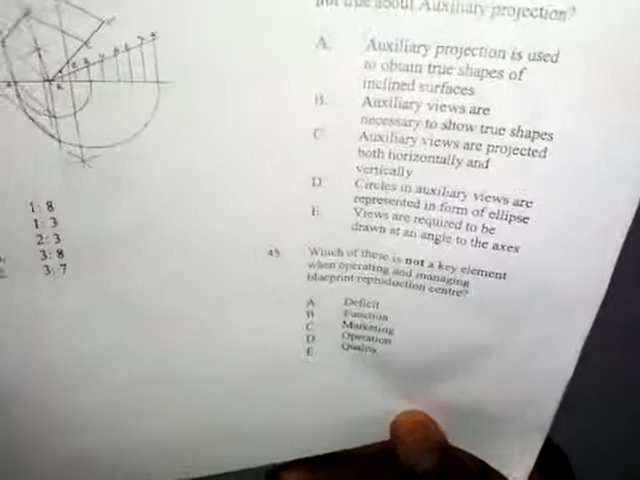 not true about Auxiliary projection?
A. Auxiliary projection is used
to obtain true shapes of
inclined surfaces
B. Auxiliary views are
necessary to show true shapes
C Auxiliary views are projected
both horizontally and
vertically
D. Circles in auxiliary views are
represented in form of ellipse
E Views are required to be
drawn at an angle to the axes
1: 8
1: 3
2: 3
3: 8
3: 7
45. Which of these is not a key element
when operating and managing
blueprint reproduction centre?
A Deficit
B Function
C Marketing
D Operation
E Quality